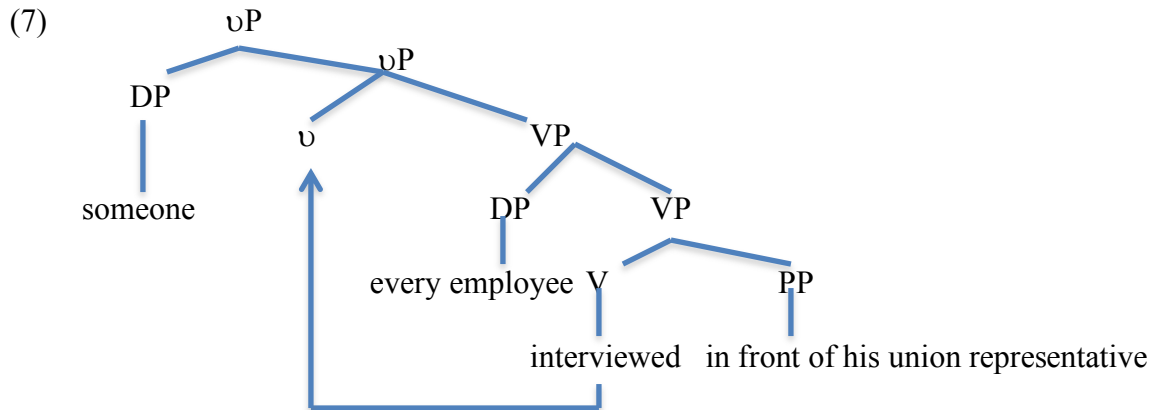 (7) υP
υP
DP
υ VP
someone DP VP
every employee V PP
interviewed in front of his union representative